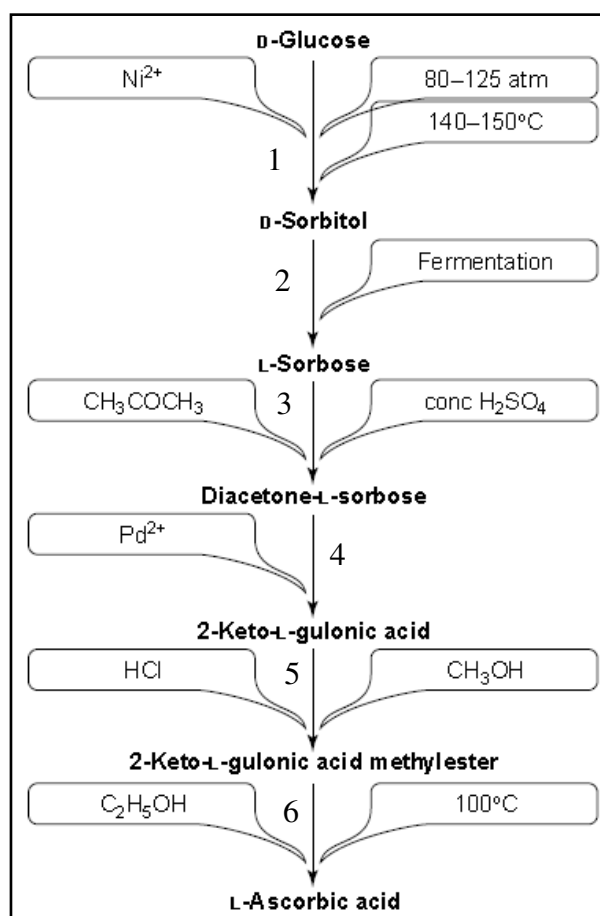 D-Glucose
Ni²⁺
80–125 atm
140–150°C
1
D-Sorbitol
2
Fermentation
L-Sorbose
CH₃COCH₃
3
conc H₂SO₄
Diacetone-L-sorbose
Pd²⁺
4
2-Keto-L-gulonic acid
HCl
5
CH₃OH
2-Keto-L-gulonic acid methylester
C₂H₅OH
6
100°C
L-Ascorbic acid